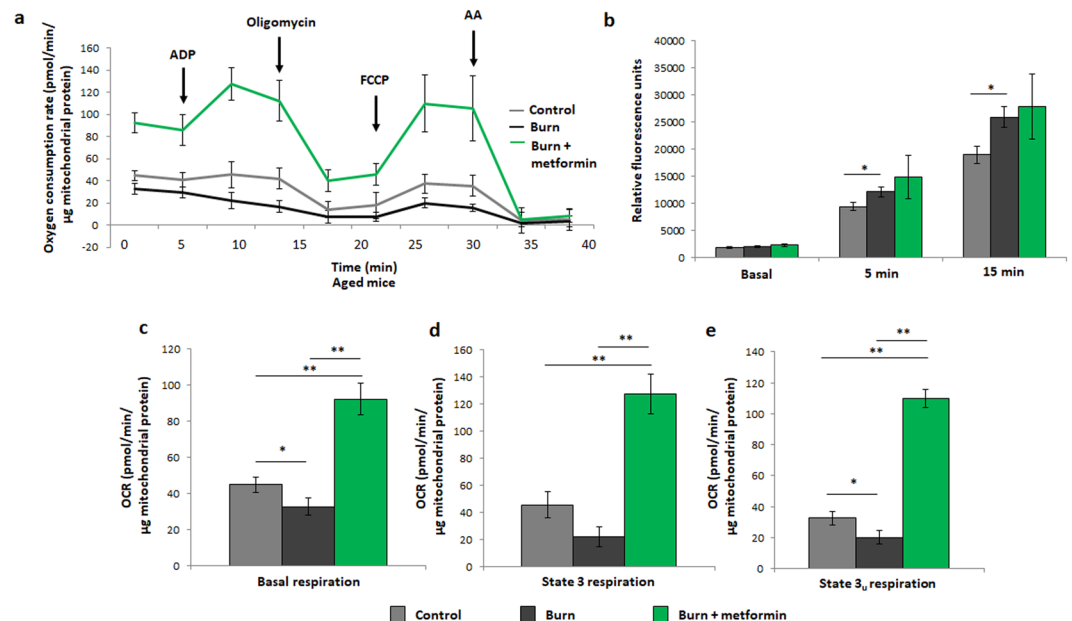 a
Oxygen consumption rate (pmol/min/
µg mitochondrial protein)
160
140
120
100
80
60
40
20
0
-20
ADP
Oligomycin
FCCP
AA
Control
Burn
Burn +
metformin
0 5 10 15 20 25 30 35 40
Time (min)
Aged mice
b
Relative fluorescence units
40000
35000
30000
25000
20000
15000
10000
5000
0
*
*
Basal 5 min 15 min
c
OCR (pmol/min/
µg mitochondrial protein)
120
100
80
60
40
20
0
**
**
*
Basal respiration
d
OCR (pmol/min/
µg mitochondrial protein)
160
140
120
100
80
60
40
20
0
**
**
State 3 respiration
e
OCR (pmol/min/
µg mitochondrial protein)
140
120
100
80
60
40
20
0
**
**
*
State 3u respiration
Control Burn Burn + metformin